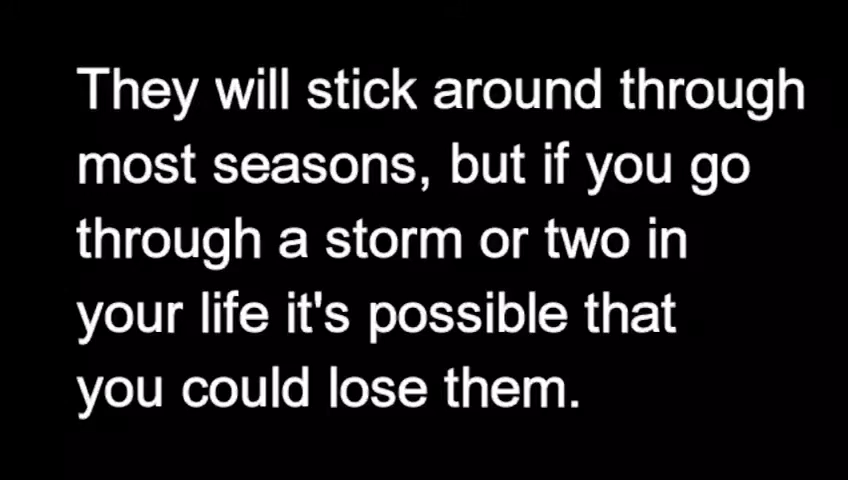 They will stick around through
most seasons, but if you go
through a storm or two in
your life it's possible that
you could lose them.